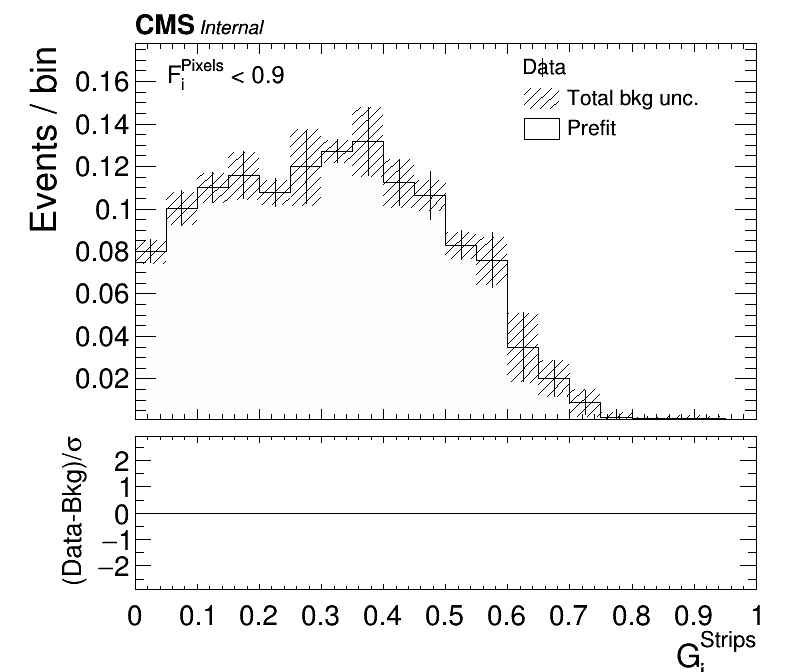 CMS Internal
F_i^Pixels < 0.9
Data
Total bkg unc.
Prefit
Events / bin
0.16
0.14
0.12
0.1
0.08
0.06
0.04
0.02
(Data-Bkg)/σ
2
1
0
−1
−2
0 0.1 0.2 0.3 0.4 0.5 0.6 0.7 0.8 0.9 1
G_i^Strips